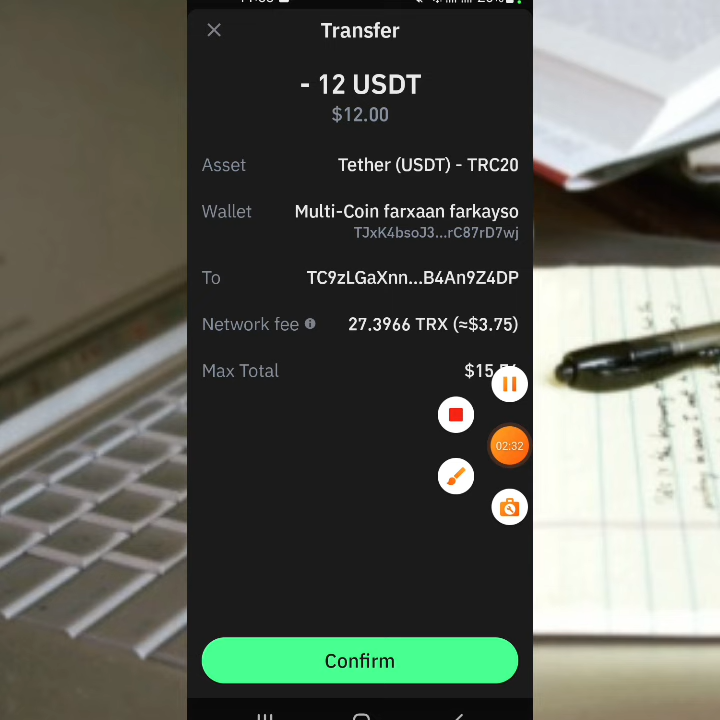 Transfer
- 12 USDT
$12.00
Asset Tether (USDT) - TRC20
Wallet Multi-Coin farxaan farkayso
TJxK4bsoJ3...rC87rD7wj
To TC9zLGaXnn...B4An9Z4DP
Network fee 27.3966 TRX (≈$3.75)
Max Total
02:32
Confirm